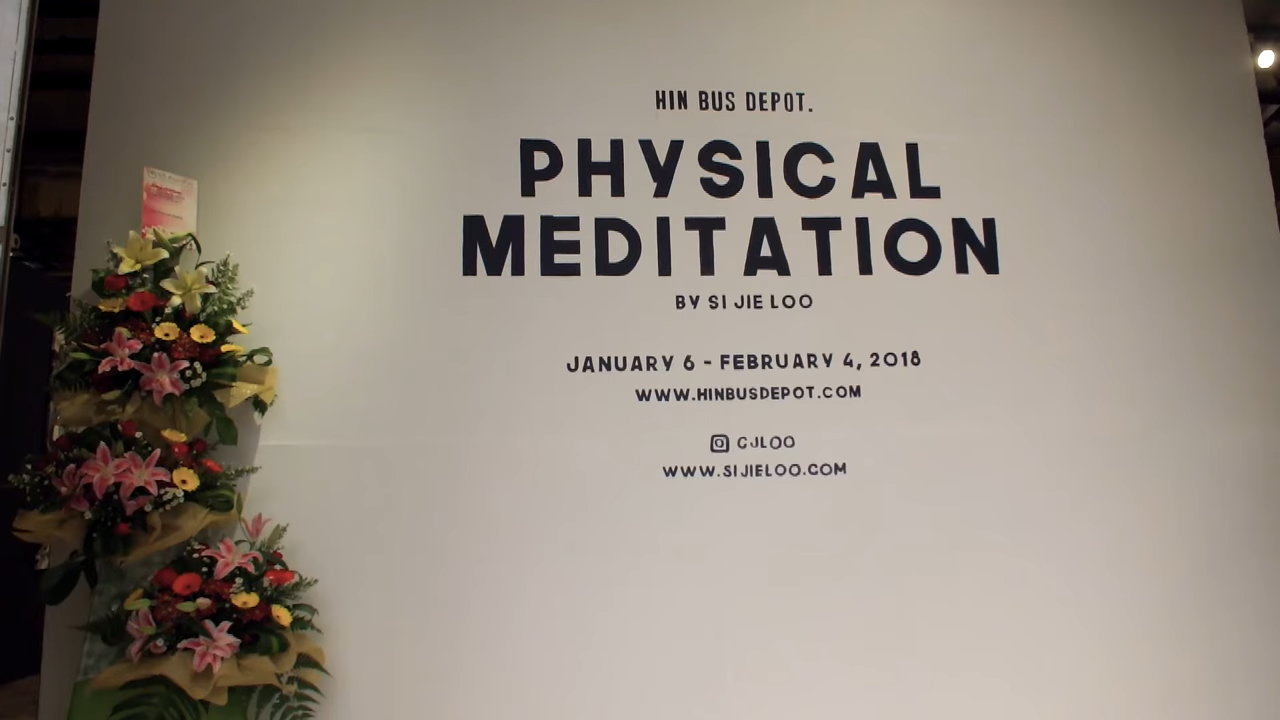 HIN BUS DEPOT.
PHYSICAL
MEDITATION
BY SI JIE LOO
JANUARY 6 - FEBRUARY 4, 2018
WWW.HINBUSDEPOT.COM
CJLOO
WWW.SIJIELOO.COM